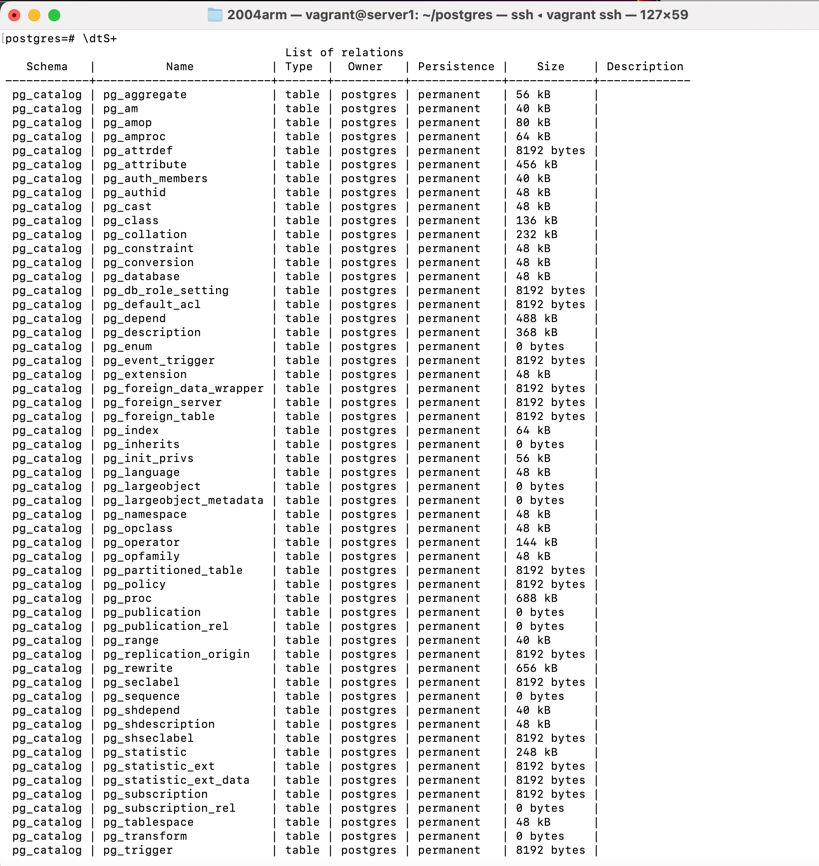 2004arm — vagrant@server1: ~/postgres — ssh ◂ vagrant ssh — 127×59
[postgres=# \dtS+
                                        List of relations
   Schema   |          Name           | Type  |  Owner   | Persistence |    Size    | Description
------------+-------------------------+-------+----------+-------------+------------+-------------
 pg_catalog | pg_aggregate            | table | postgres | permanent   | 56 kB      |
 pg_catalog | pg_am                   | table | postgres | permanent   | 40 kB      |
 pg_catalog | pg_amop                 | table | postgres | permanent   | 80 kB      |
 pg_catalog | pg_amproc               | table | postgres | permanent   | 64 kB      |
 pg_catalog | pg_attrdef              | table | postgres | permanent   | 8192 bytes |
 pg_catalog | pg_attribute            | table | postgres | permanent   | 456 kB     |
 pg_catalog | pg_auth_members         | table | postgres | permanent   | 40 kB      |
 pg_catalog | pg_authid               | table | postgres | permanent   | 48 kB      |
 pg_catalog | pg_cast                 | table | postgres | permanent   | 48 kB      |
 pg_catalog | pg_class                | table | postgres | permanent   | 136 kB     |
 pg_catalog | pg_collation            | table | postgres | permanent   | 232 kB     |
 pg_catalog | pg_constraint           | table | postgres | permanent   | 48 kB      |
 pg_catalog | pg_conversion           | table | postgres | permanent   | 48 kB      |
 pg_catalog | pg_database             | table | postgres | permanent   | 48 kB      |
 pg_catalog | pg_db_role_setting      | table | postgres | permanent   | 8192 bytes |
 pg_catalog | pg_default_acl          | table | postgres | permanent   | 8192 bytes |
 pg_catalog | pg_depend               | table | postgres | permanent   | 488 kB     |
 pg_catalog | pg_description          | table | postgres | permanent   | 368 kB     |
 pg_catalog | pg_enum                 | table | postgres | permanent   | 0 bytes    |
 pg_catalog | pg_event_trigger        | table | postgres | permanent   | 8192 bytes |
 pg_catalog | pg_extension            | table | postgres | permanent   | 48 kB      |
 pg_catalog | pg_foreign_data_wrapper | table | postgres | permanent   | 8192 bytes |
 pg_catalog | pg_foreign_server       | table | postgres | permanent   | 8192 bytes |
 pg_catalog | pg_foreign_table        | table | postgres | permanent   | 8192 bytes |
 pg_catalog | pg_index                | table | postgres | permanent   | 64 kB      |
 pg_catalog | pg_inherits             | table | postgres | permanent   | 0 bytes    |
 pg_catalog | pg_init_privs           | table | postgres | permanent   | 56 kB      |
 pg_catalog | pg_language             | table | postgres | permanent   | 48 kB      |
 pg_catalog | pg_largeobject          | table | postgres | permanent   | 0 bytes    |
 pg_catalog | pg_largeobject_metadata | table | postgres | permanent   | 0 bytes    |
 pg_catalog | pg_namespace            | table | postgres | permanent   | 48 kB      |
 pg_catalog | pg_opclass              | table | postgres | permanent   | 48 kB      |
 pg_catalog | pg_operator             | table | postgres | permanent   | 144 kB     |
 pg_catalog | pg_opfamily             | table | postgres | permanent   | 48 kB      |
 pg_catalog | pg_partitioned_table    | table | postgres | permanent   | 8192 bytes |
 pg_catalog | pg_policy               | table | postgres | permanent   | 8192 bytes |
 pg_catalog | pg_proc                 | table | postgres | permanent   | 688 kB     |
 pg_catalog | pg_publication          | table | postgres | permanent   | 0 bytes    |
 pg_catalog | pg_publication_rel      | table | postgres | permanent   | 0 bytes    |
 pg_catalog | pg_range                | table | postgres | permanent   | 40 kB      |
 pg_catalog | pg_replication_origin   | table | postgres | permanent   | 8192 bytes |
 pg_catalog | pg_rewrite              | table | postgres | permanent   | 656 kB     |
 pg_catalog | pg_seclabel             | table | postgres | permanent   | 8192 bytes |
 pg_catalog | pg_sequence             | table | postgres | permanent   | 0 bytes    |
 pg_catalog | pg_shdepend             | table | postgres | permanent   | 40 kB      |
 pg_catalog | pg_shdescription        | table | postgres | permanent   | 48 kB      |
 pg_catalog | pg_shseclabel           | table | postgres | permanent   | 8192 bytes |
 pg_catalog | pg_statistic            | table | postgres | permanent   | 248 kB     |
 pg_catalog | pg_statistic_ext        | table | postgres | permanent   | 8192 bytes |
 pg_catalog | pg_statistic_ext_data   | table | postgres | permanent   | 8192 bytes |
 pg_catalog | pg_subscription         | table | postgres | permanent   | 8192 bytes |
 pg_catalog | pg_subscription_rel     | table | postgres | permanent   | 0 bytes    |
 pg_catalog | pg_tablespace           | table | postgres | permanent   | 48 kB      |
 pg_catalog | pg_transform            | table | postgres | permanent   | 0 bytes    |
 pg_catalog | pg_trigger              | table | postgres | permanent   | 8192 bytes |